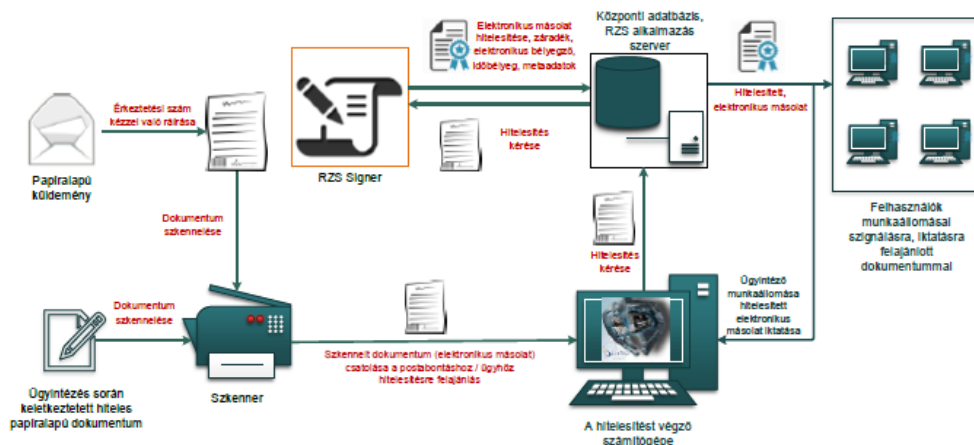 Elektronikus másolat
hitelesítése, záradék,
elektronikus bélyegző,
időbélyeg, metaadatok
Központi adatbázis,
RZS alkalmazás
szerver
Érkeztetési szám
kézzel való ráírása
Hitelesített,
elektronikus másolat
Hitelesítés
kérése
Papíralapú
küldemény
RZS Signer
Felhasználók
munkaállomásai
szignálásra, iktatásra
felajánlott
dokumentummal
Dokumentum
szkennelése
Hitelesítés
kérése
Ügyintéző
munkaállomása
hitelesített
elektronikus
másolat iktatása
Dokumentum
szkennelése
Szkennelt dokumentum (elektronikus másolat)
csatolása a postabontáshoz / ügyhöz
hitelesítésre felajánlás
Ügyintézés során
keletkeztetett hiteles
papíralapú dokumentum
Szkenner
A hitelesítést végző
számítógépe